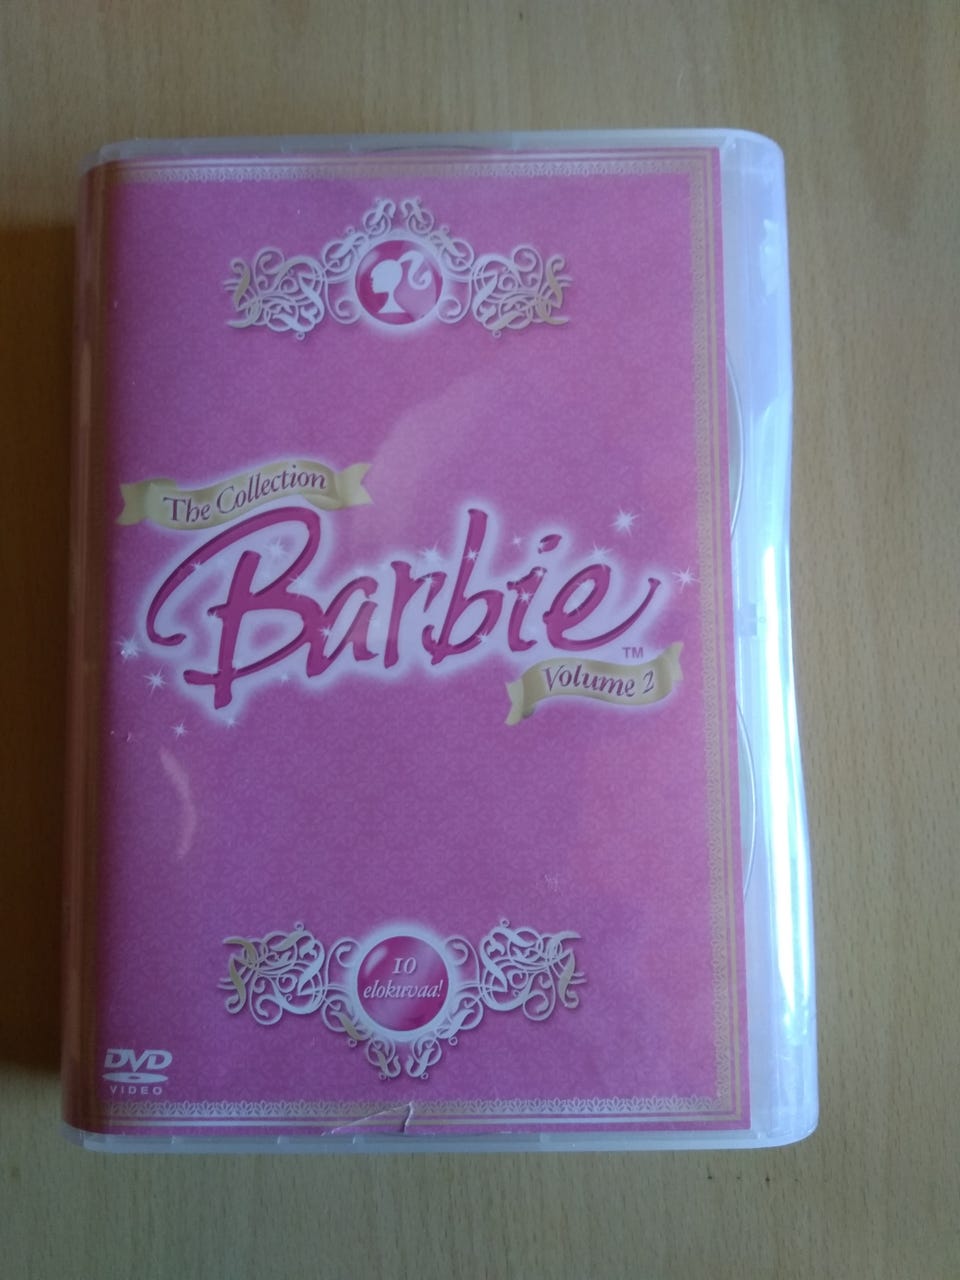 The Collection
Barbie
TM
Volume 2
10
elokuvaa!
DVD
VIDEO